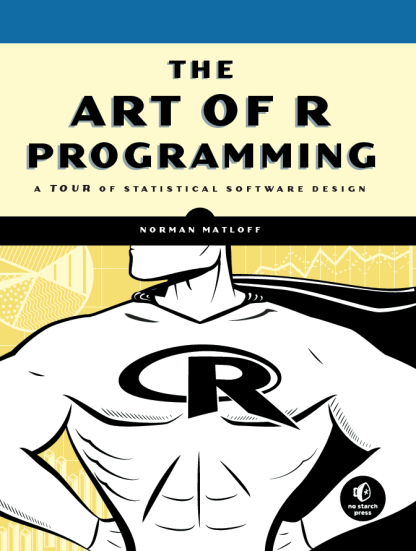 THE
ART OF R
PROGRAMMING
A TOUR OF STATISTICAL SOFTWARE DESIGN
NORMAN MATLOFF
R
no starch
press